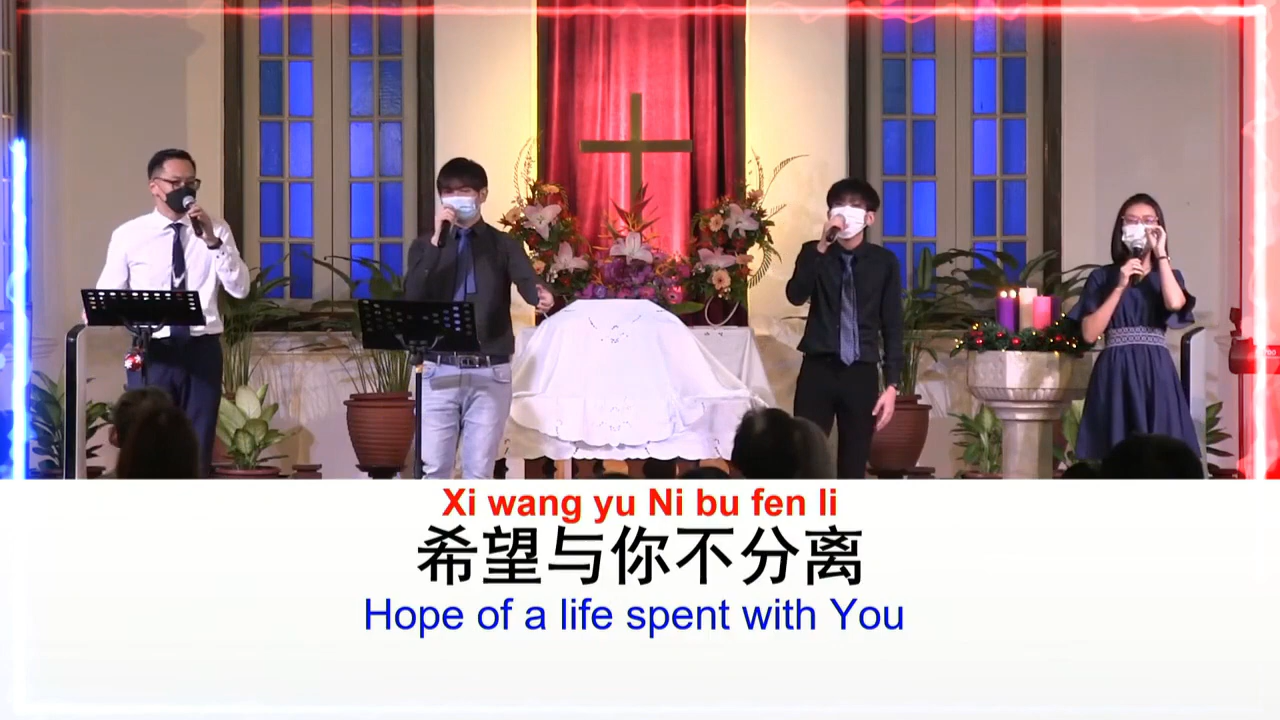 Xi wang yu Ni bu fen li
希望与你不分离
Hope of a life spent with You